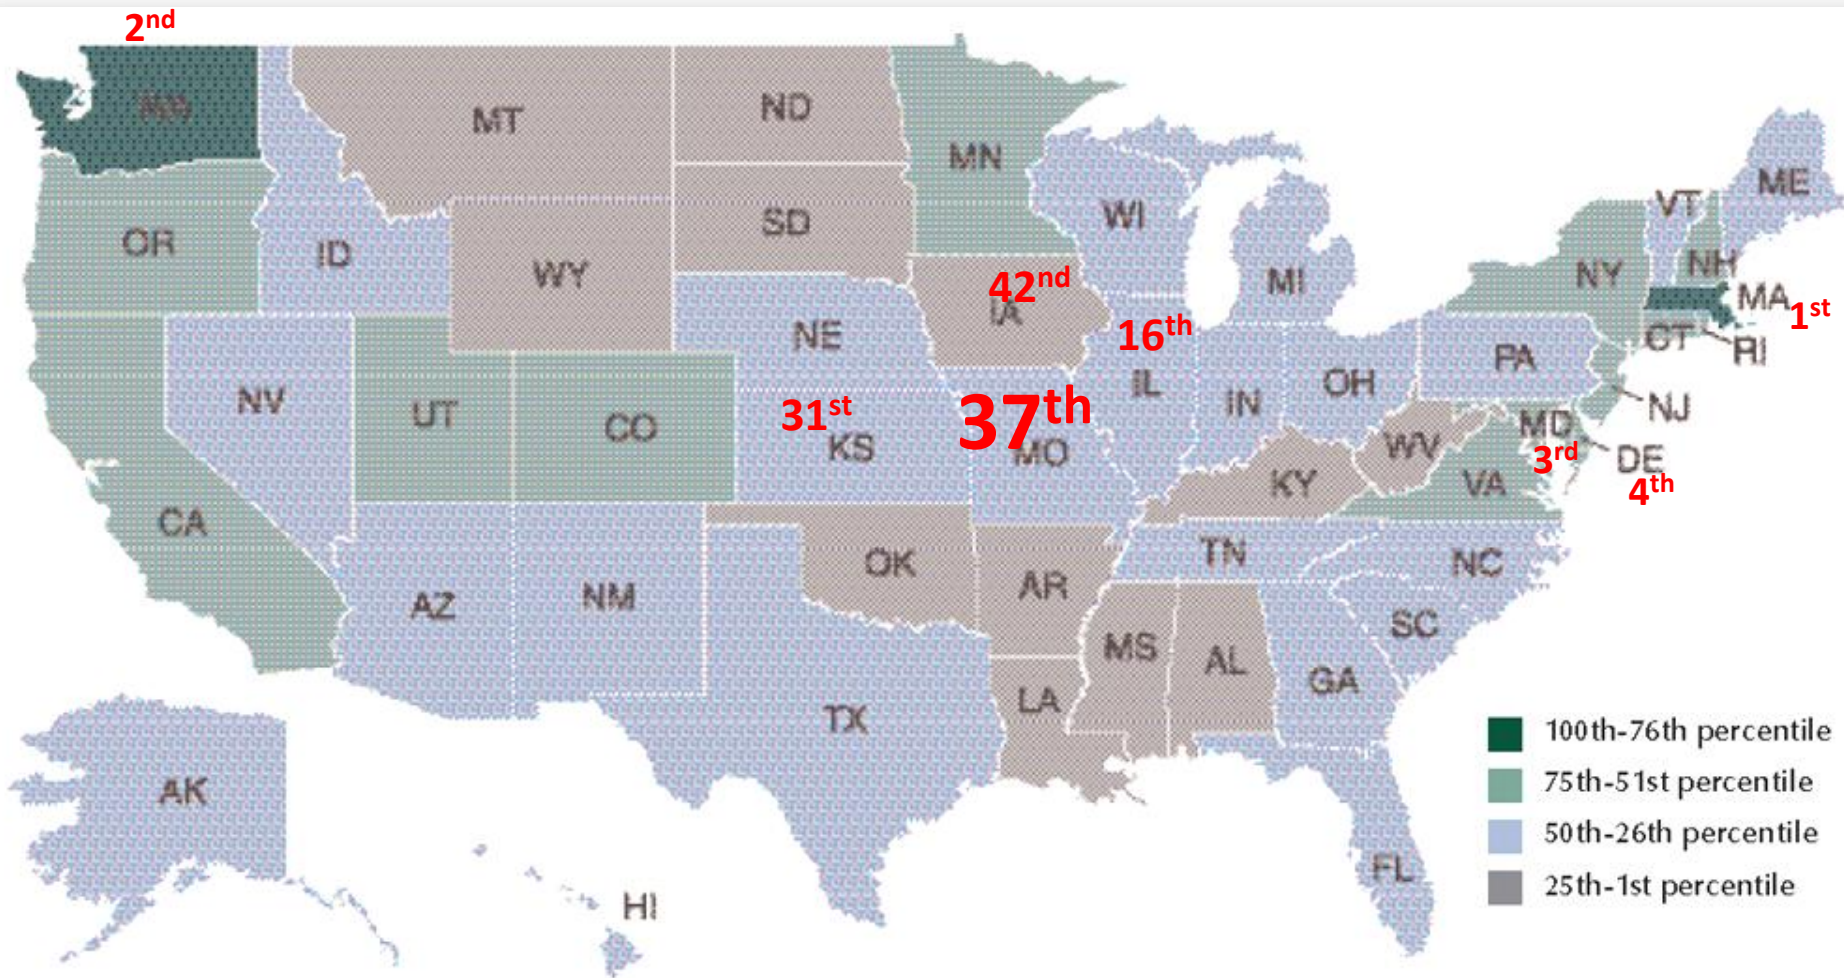 2nd
WA
MT
ND
MN
OR
ID
WY
SD
WI
MI
NY
VT
NH
ME
MA
1st
42nd
IA
16th
NE
IL
IN
OH
PA
CT
RI
NJ
NV
UT
CO
31st
KS
37th
MO
KY
WV
MD
3rd
DE
4th
VA
CA
AZ
NM
OK
AR
TN
NC
SC
MS
AL
GA
LA
TX
FL
AK
HI
100th-76th percentile
75th-51st percentile
50th-26th percentile
25th-1st percentile